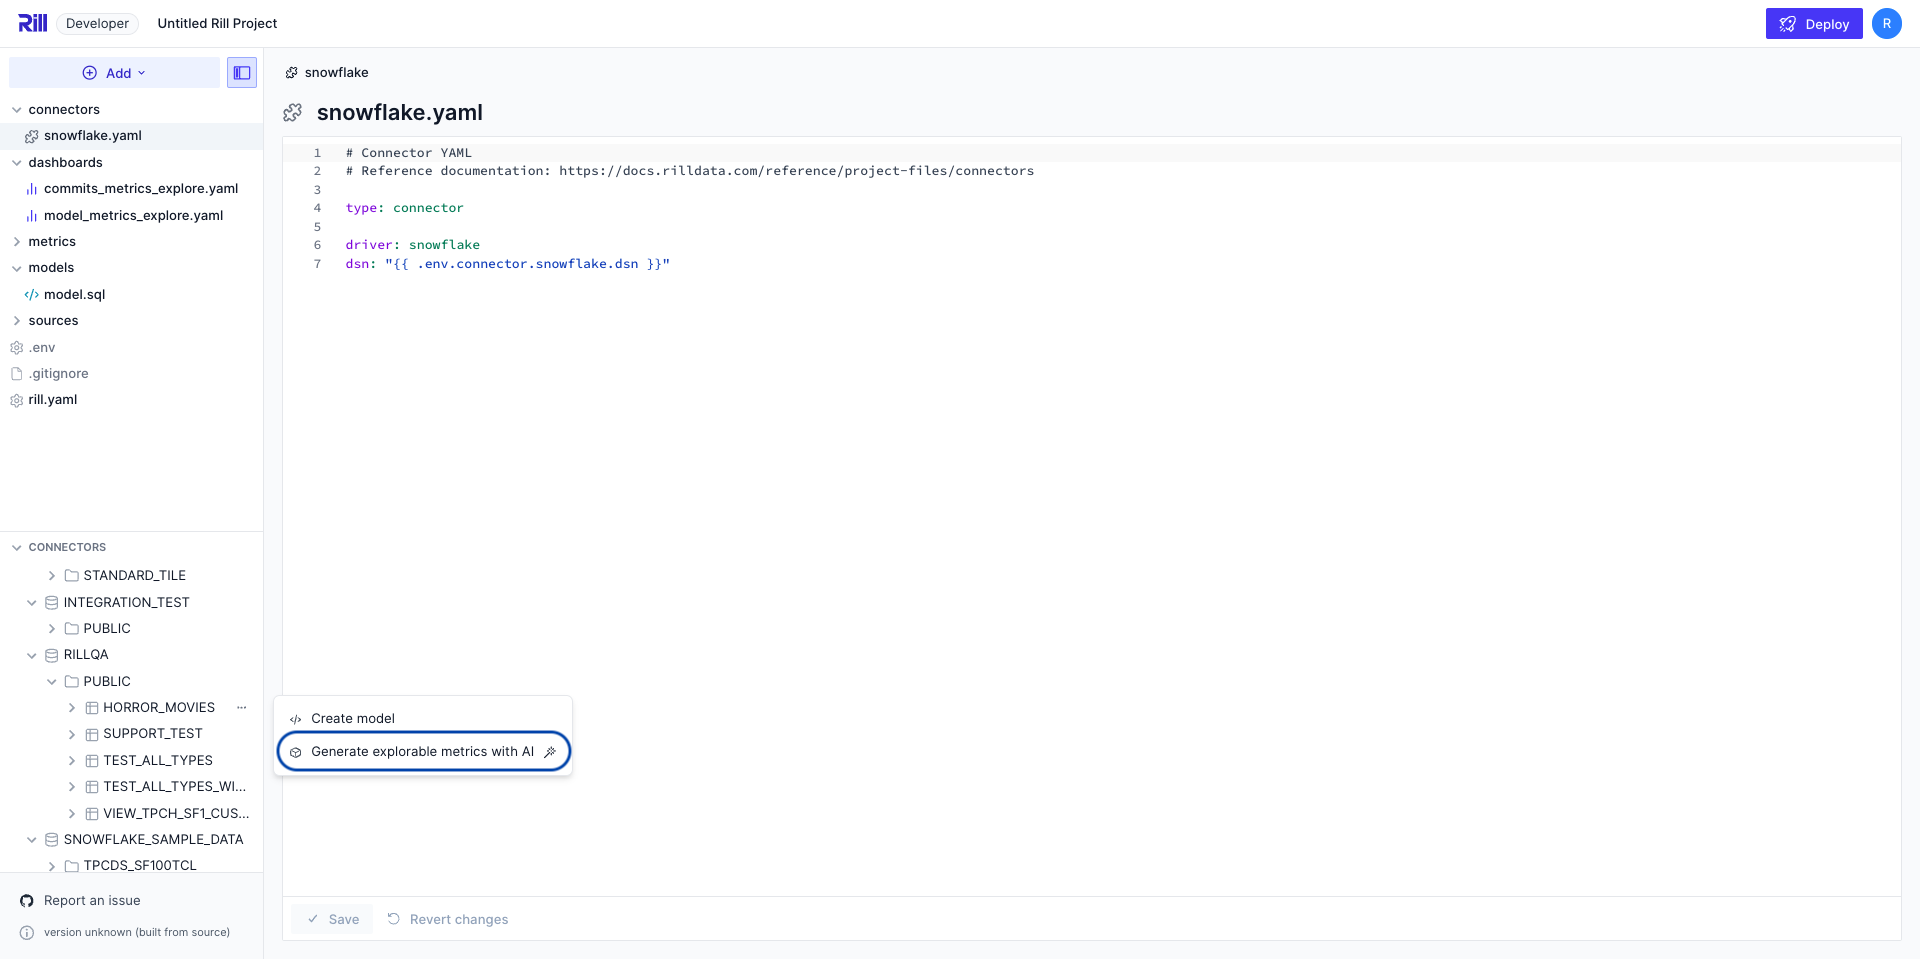 Rill Developer Untitled Rill Project Deploy R
Add
connectors
snowflake.yaml
dashboards
commits_metrics_explore.yaml
model_metrics_explore.yaml
metrics
models
model.sql
sources
.env
.gitignore
rill.yaml
CONNECTORS
STANDARD_TILE
INTEGRATION_TEST
PUBLIC
RILLQA
PUBLIC
HORROR_MOVIES ...
SUPPORT_TEST
TEST_ALL_TYPES
TEST_ALL_TYPES_WI...
VIEW_TPCH_SF1_CUS...
SNOWFLAKE_SAMPLE_DATA
TPCDS_SF100TCL
Report an issue
version unknown (built from source)
snowflake
snowflake.yaml
1 # Connector YAML
2 # Reference documentation: https://docs.rilldata.com/reference/project-files/connectors
3
4 type: connector
5
6 driver: snowflake
7 dsn: "{{ .env.connector.snowflake.dsn }}"
Create model
Generate explorable metrics with AI
Save Revert changes